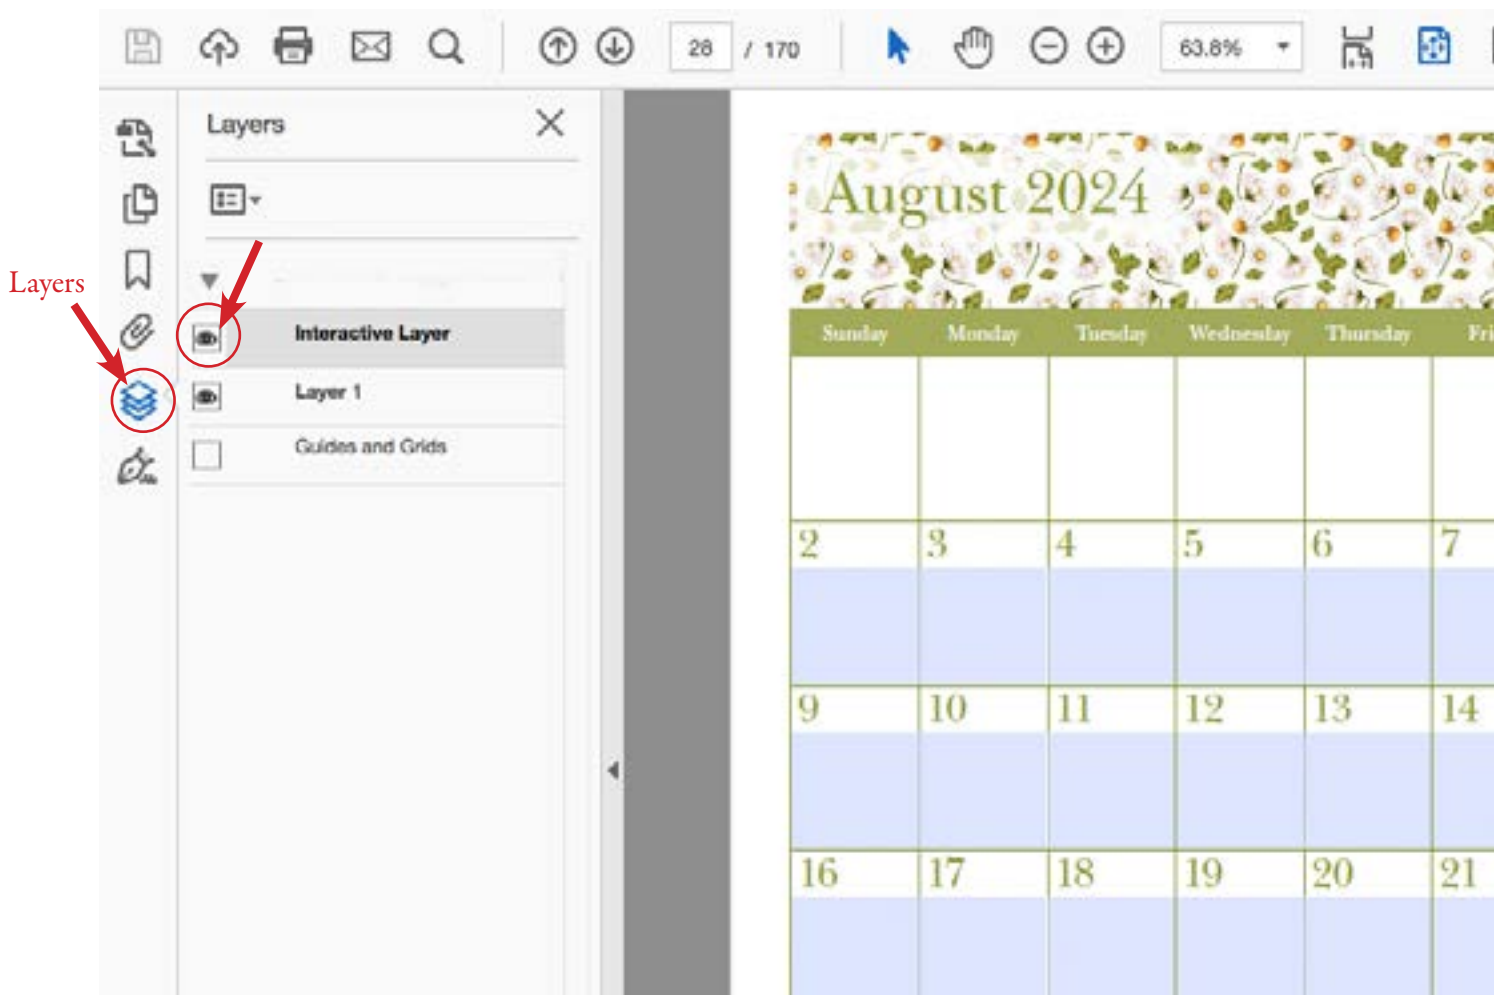 28 / 170
63.8%
Layers
Layers
Interactive Layer
Layer 1
Guides and Grids
August 2024
Sunday Monday Tuesday Wednesday Thursday Fri
2 3 4 5 6 7
9 10 11 12 13 14
16 17 18 19 20 21